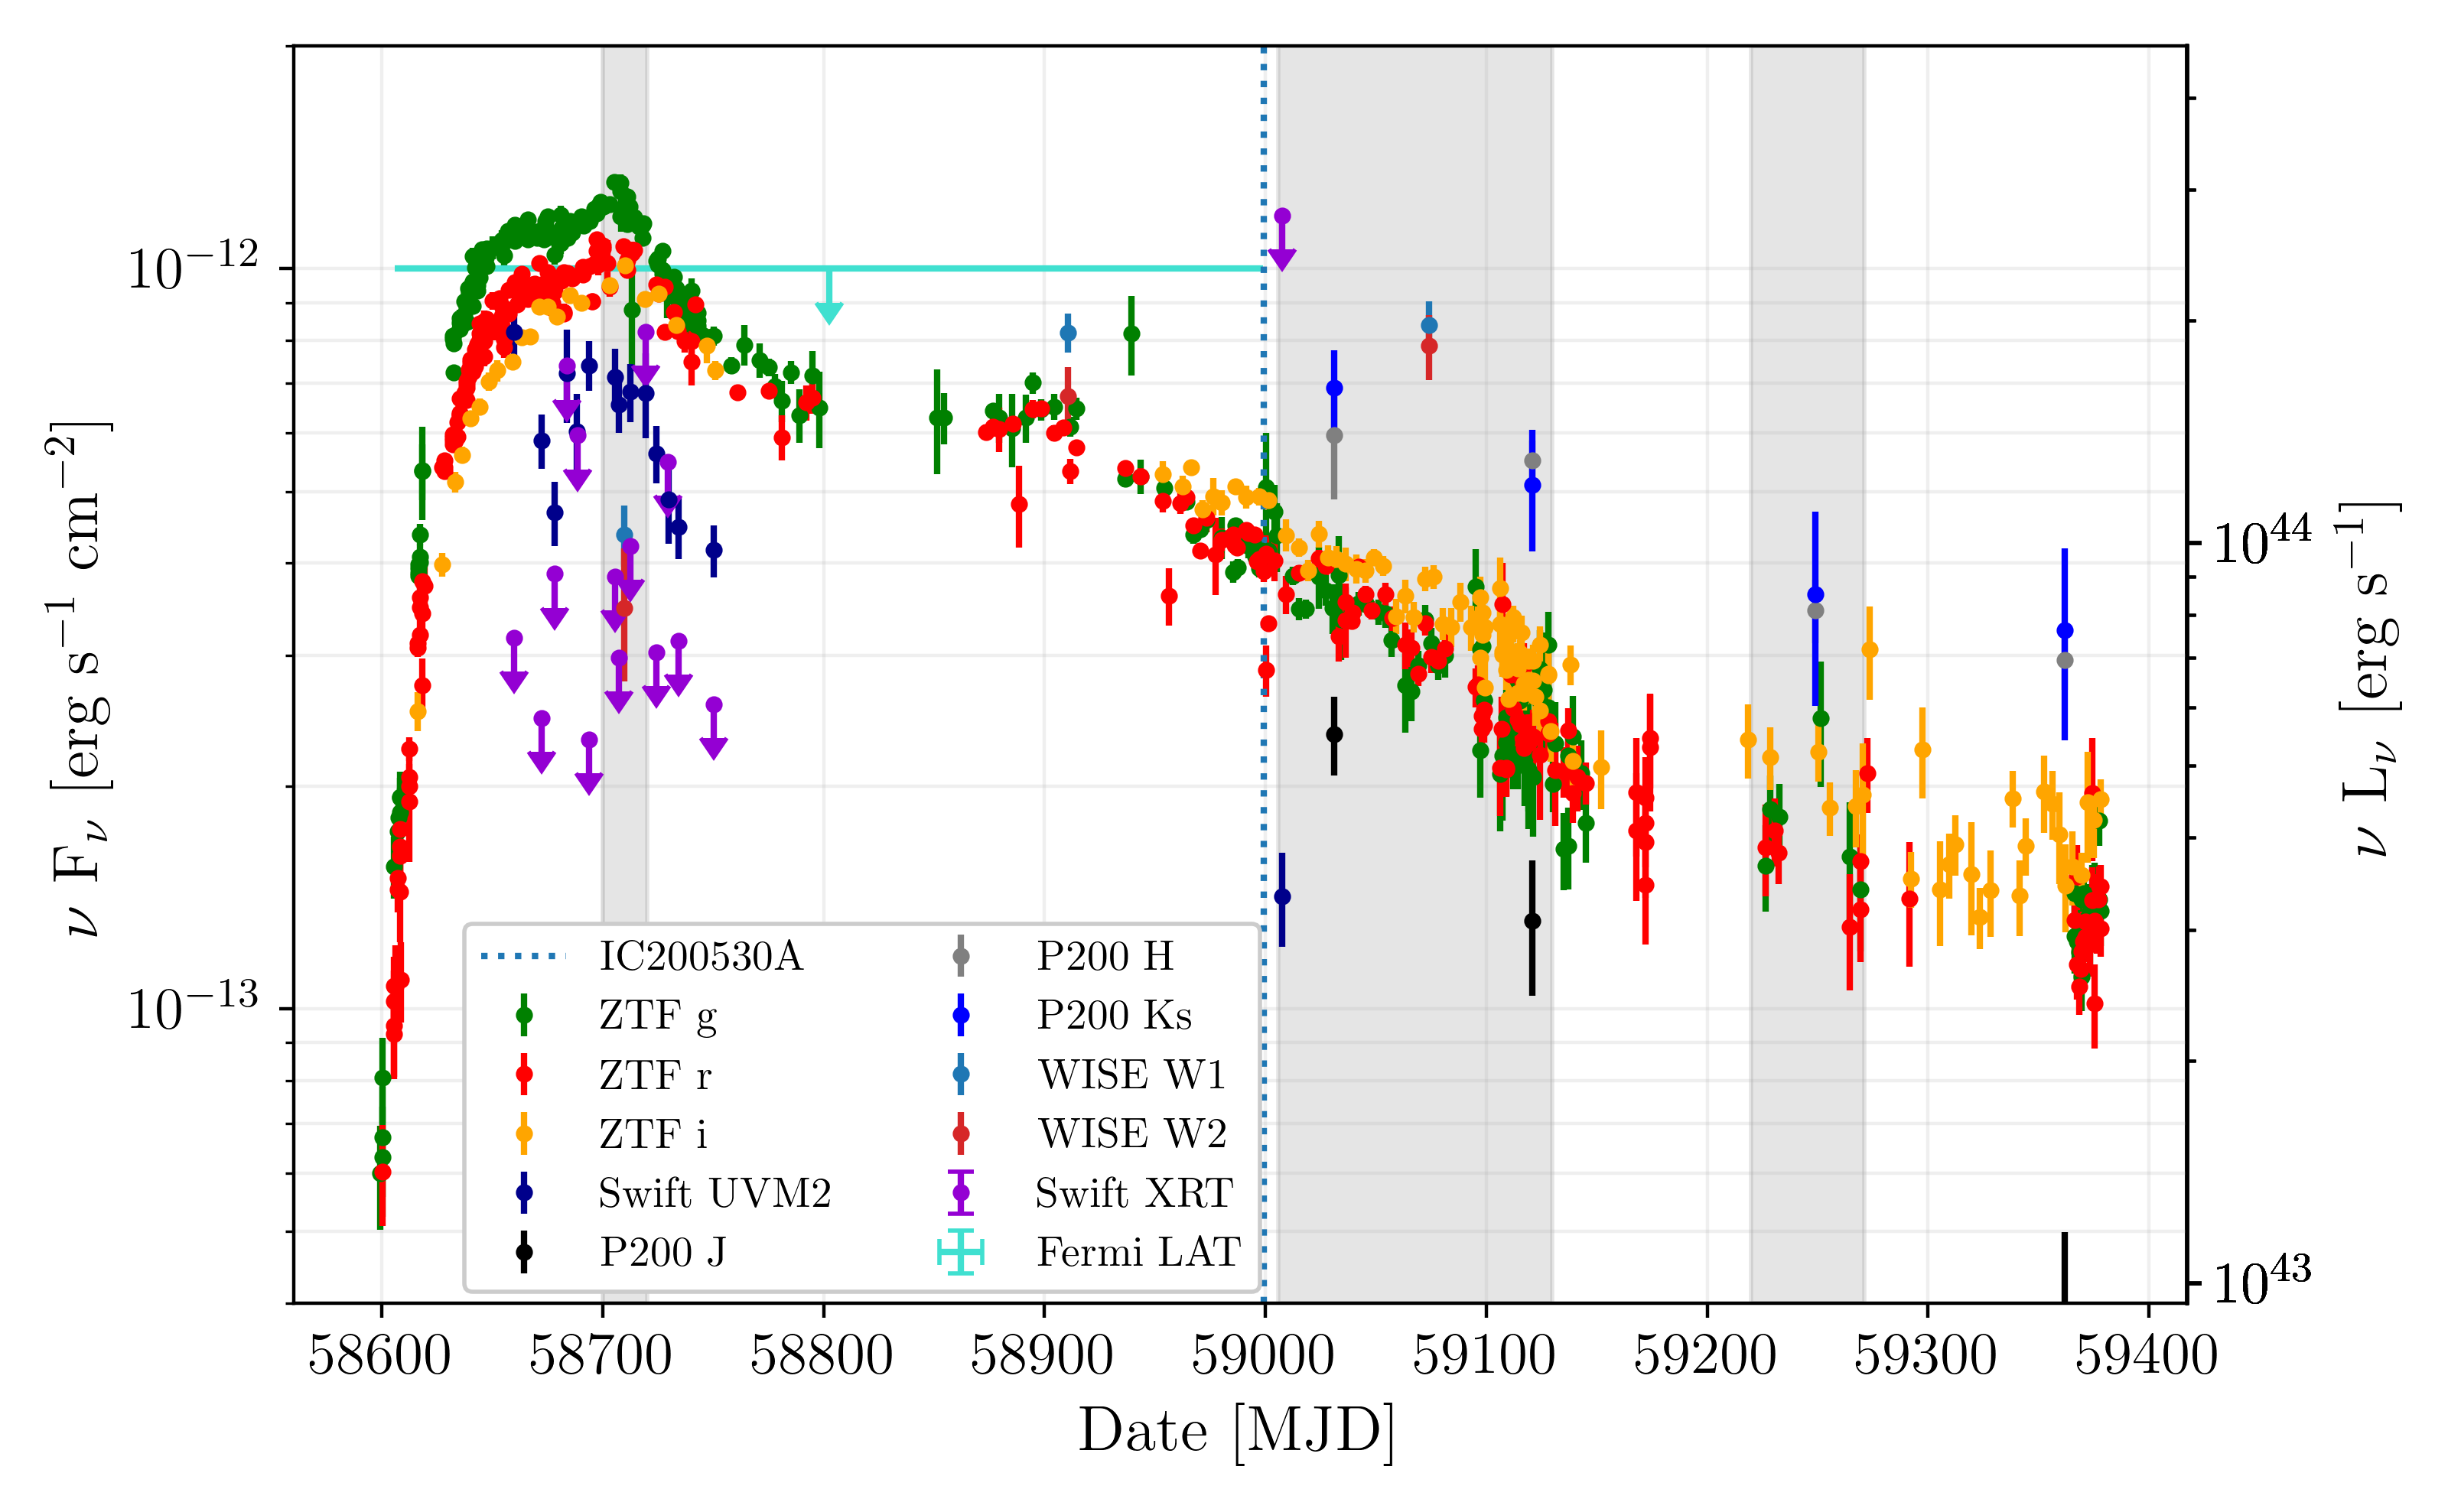 10⁻¹²
10⁻¹³
ν F_ν [erg s⁻¹ cm⁻²]
10⁴⁴
10⁴³
ν L_ν [erg s⁻¹]
IC200530A
ZTF g
ZTF r
ZTF i
Swift UVM2
P200 J
P200 H
P200 Ks
WISE W1
WISE W2
Swift XRT
Fermi LAT
58600 58700 58800 58900 59000 59100 59200 59300 59400
Date [MJD]